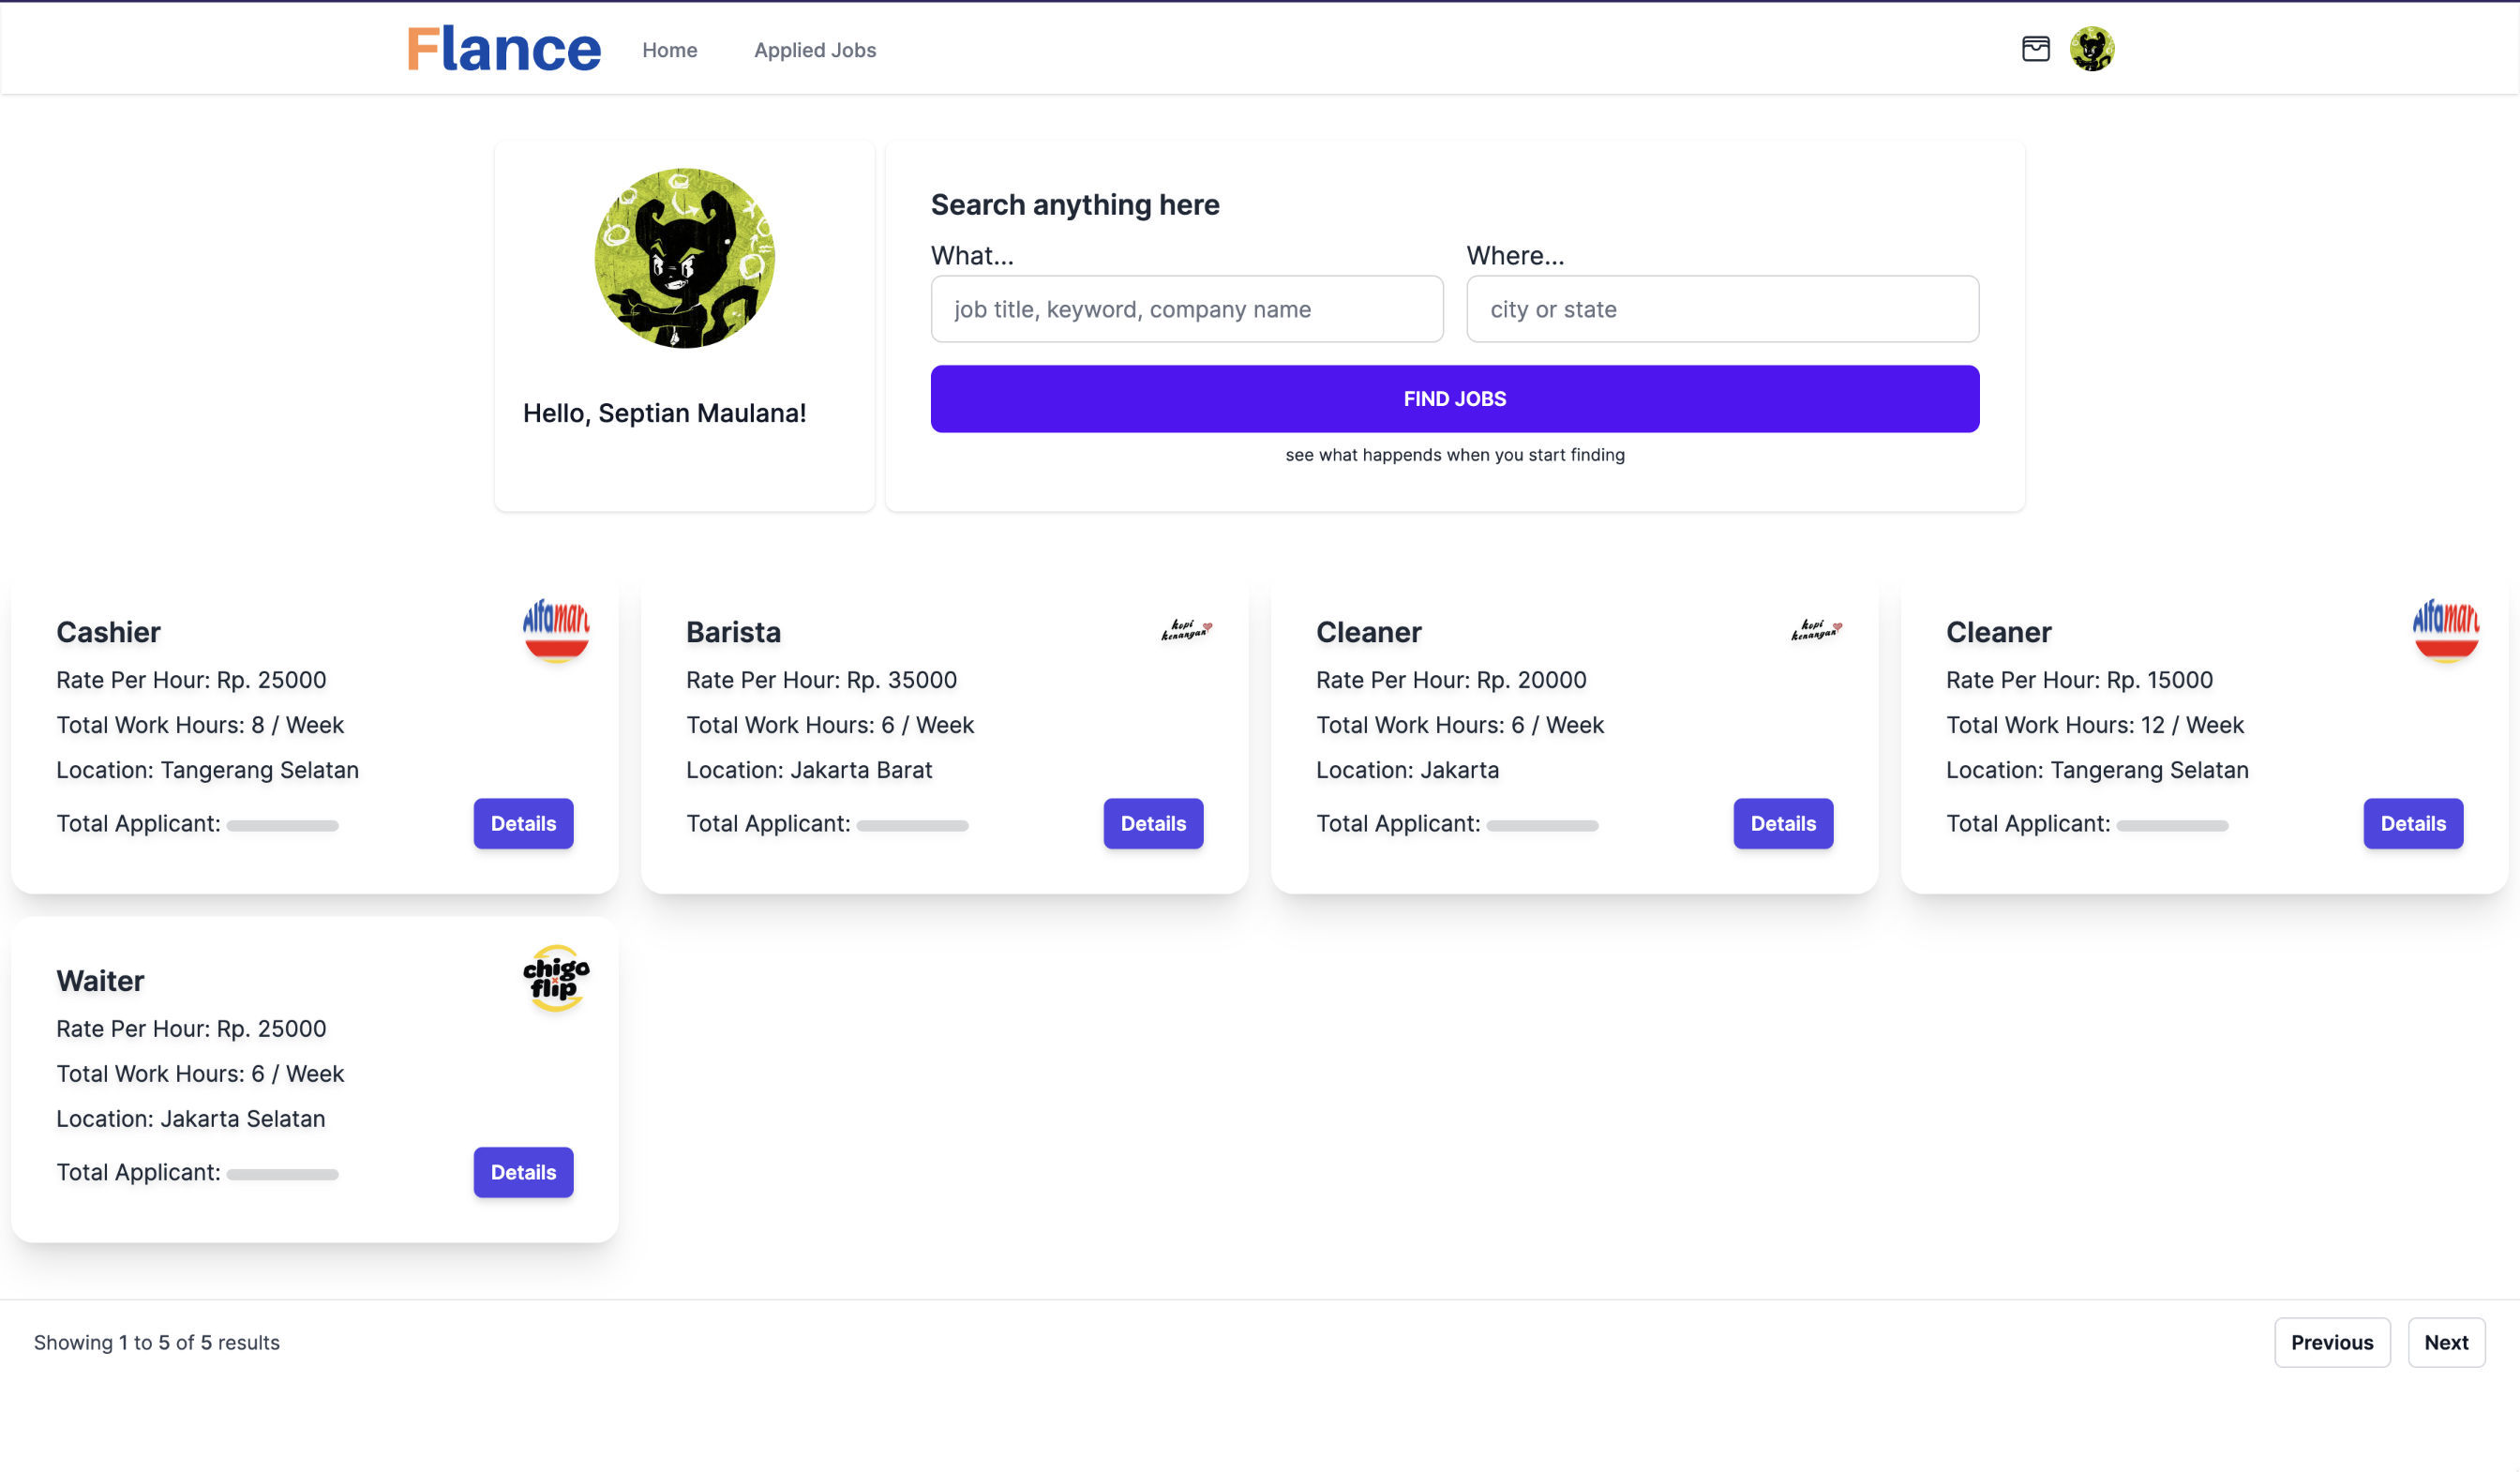 Flance
Home
Applied Jobs
Hello, Septian Maulana!
Search anything here
What...
Where...
job title, keyword, company name
city or state
FIND JOBS
see what happends when you start finding
Cashier
Alfamart
Rate Per Hour: Rp. 25000
Total Work Hours: 8 / Week
Location: Tangerang Selatan
Total Applicant:
Details
Barista
kopi
kenangan
Rate Per Hour: Rp. 35000
Total Work Hours: 6 / Week
Location: Jakarta Barat
Total Applicant:
Details
Cleaner
kopi
kenangan
Rate Per Hour: Rp. 20000
Total Work Hours: 6 / Week
Location: Jakarta
Total Applicant:
Details
Cleaner
Alfamart
Rate Per Hour: Rp. 15000
Total Work Hours: 12 / Week
Location: Tangerang Selatan
Total Applicant:
Details
Waiter
chigo
flip
Rate Per Hour: Rp. 25000
Total Work Hours: 6 / Week
Location: Jakarta Selatan
Total Applicant:
Details
Showing 1 to 5 of 5 results
Previous
Next